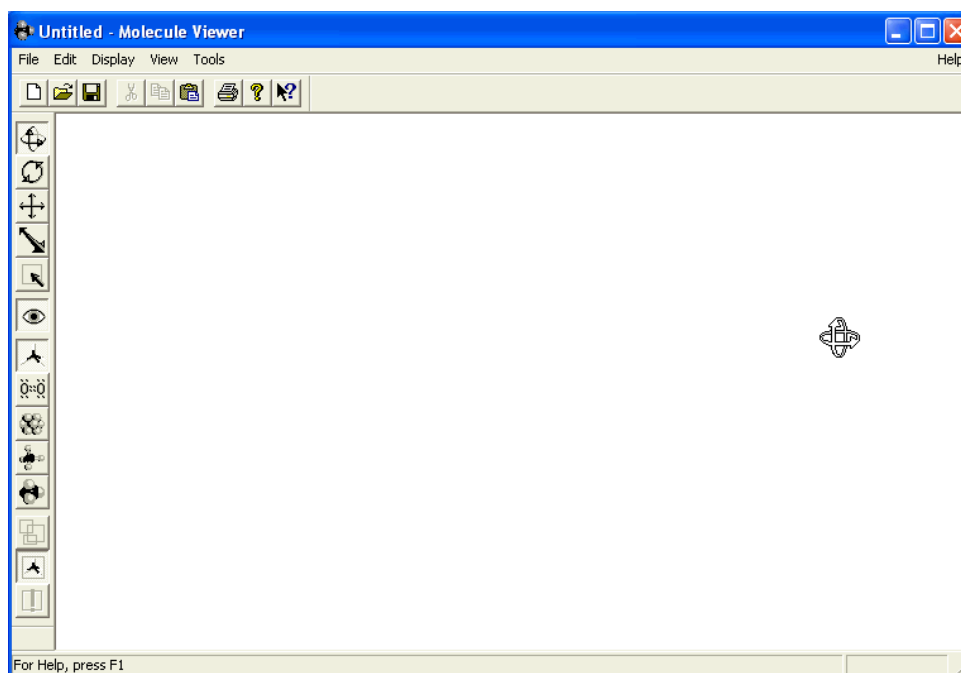 Untitled - Molecule Viewer
File Edit Display View Tools Help
For Help, press F1